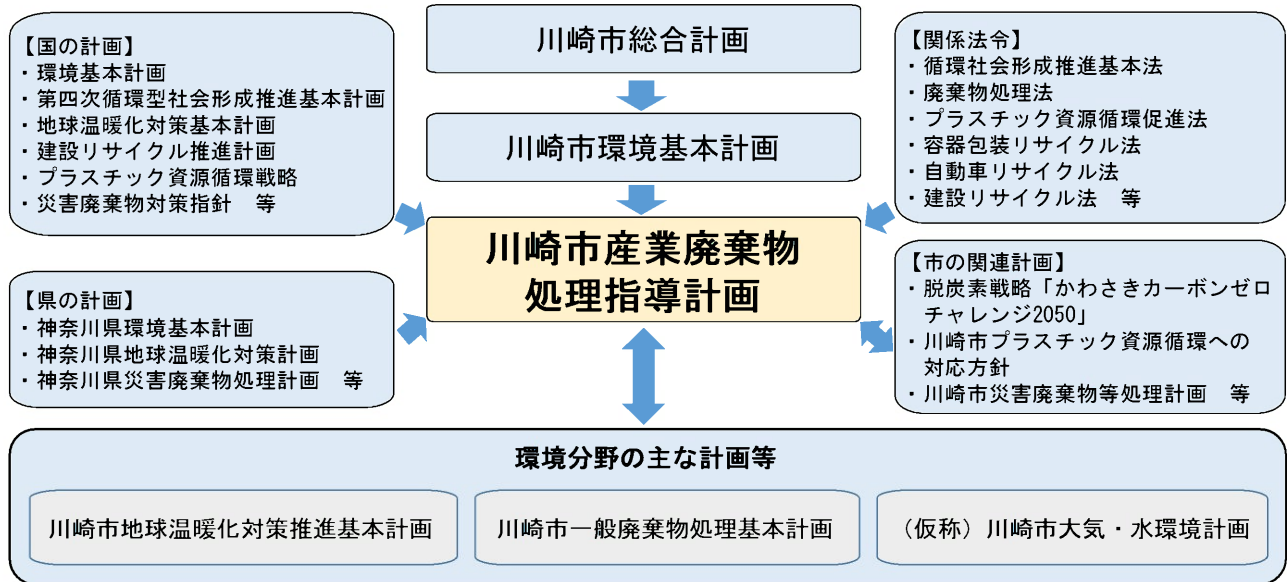 【国の計画】
・環境基本計画
・第四次循環型社会形成推進基本計画
・地球温暖化対策基本計画
・建設リサイクル推進計画
・プラスチック資源循環戦略
・災害廃棄物対策指針　等
【県の計画】
・神奈川県環境基本計画
・神奈川県地球温暖化対策計画
・神奈川県災害廃棄物処理計画　等
川崎市総合計画
川崎市環境基本計画
川崎市産業廃棄物
処理指導計画
【関係法令】
・循環社会形成推進基本法
・廃棄物処理法
・プラスチック資源循環促進法
・容器包装リサイクル法
・自動車リサイクル法
・建設リサイクル法　等
【市の関連計画】
・脱炭素戦略「かわさきカーボンゼロ
チャレンジ2050」
・川崎市プラスチック資源循環への
対応方針
・川崎市災害廃棄物等処理計画　等
環境分野の主な計画等
川崎市地球温暖化対策推進基本計画
川崎市一般廃棄物処理基本計画
（仮称）川崎市大気・水環境計画